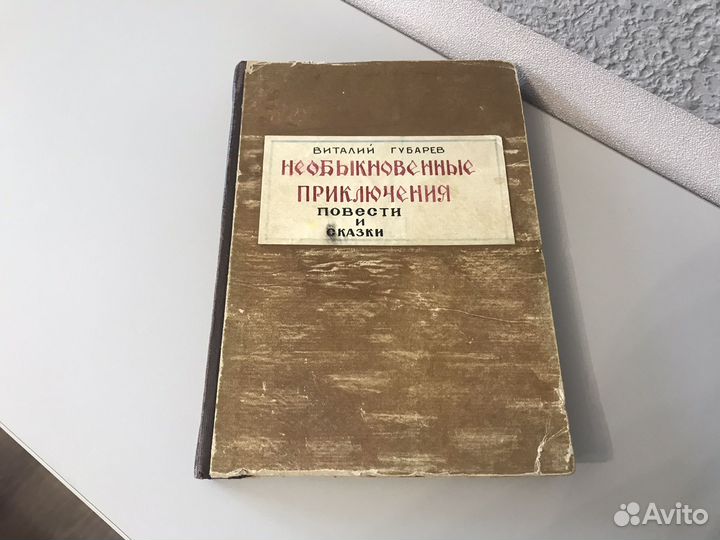 ВИТАЛИЙ ГУБАРЕВ
НЕОБЫКНОВЕННЫЕ
ПРИКЛЮЧЕНИЯ
ПОВЕСТИ
И
СКАЗКИ
Avito